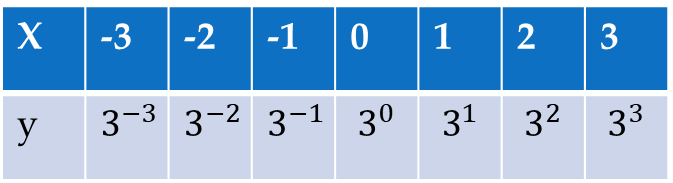 X -3 -2 -1 0 1 2 3
y 3⁻³ 3⁻² 3⁻¹ 3⁰ 3¹ 3² 3³